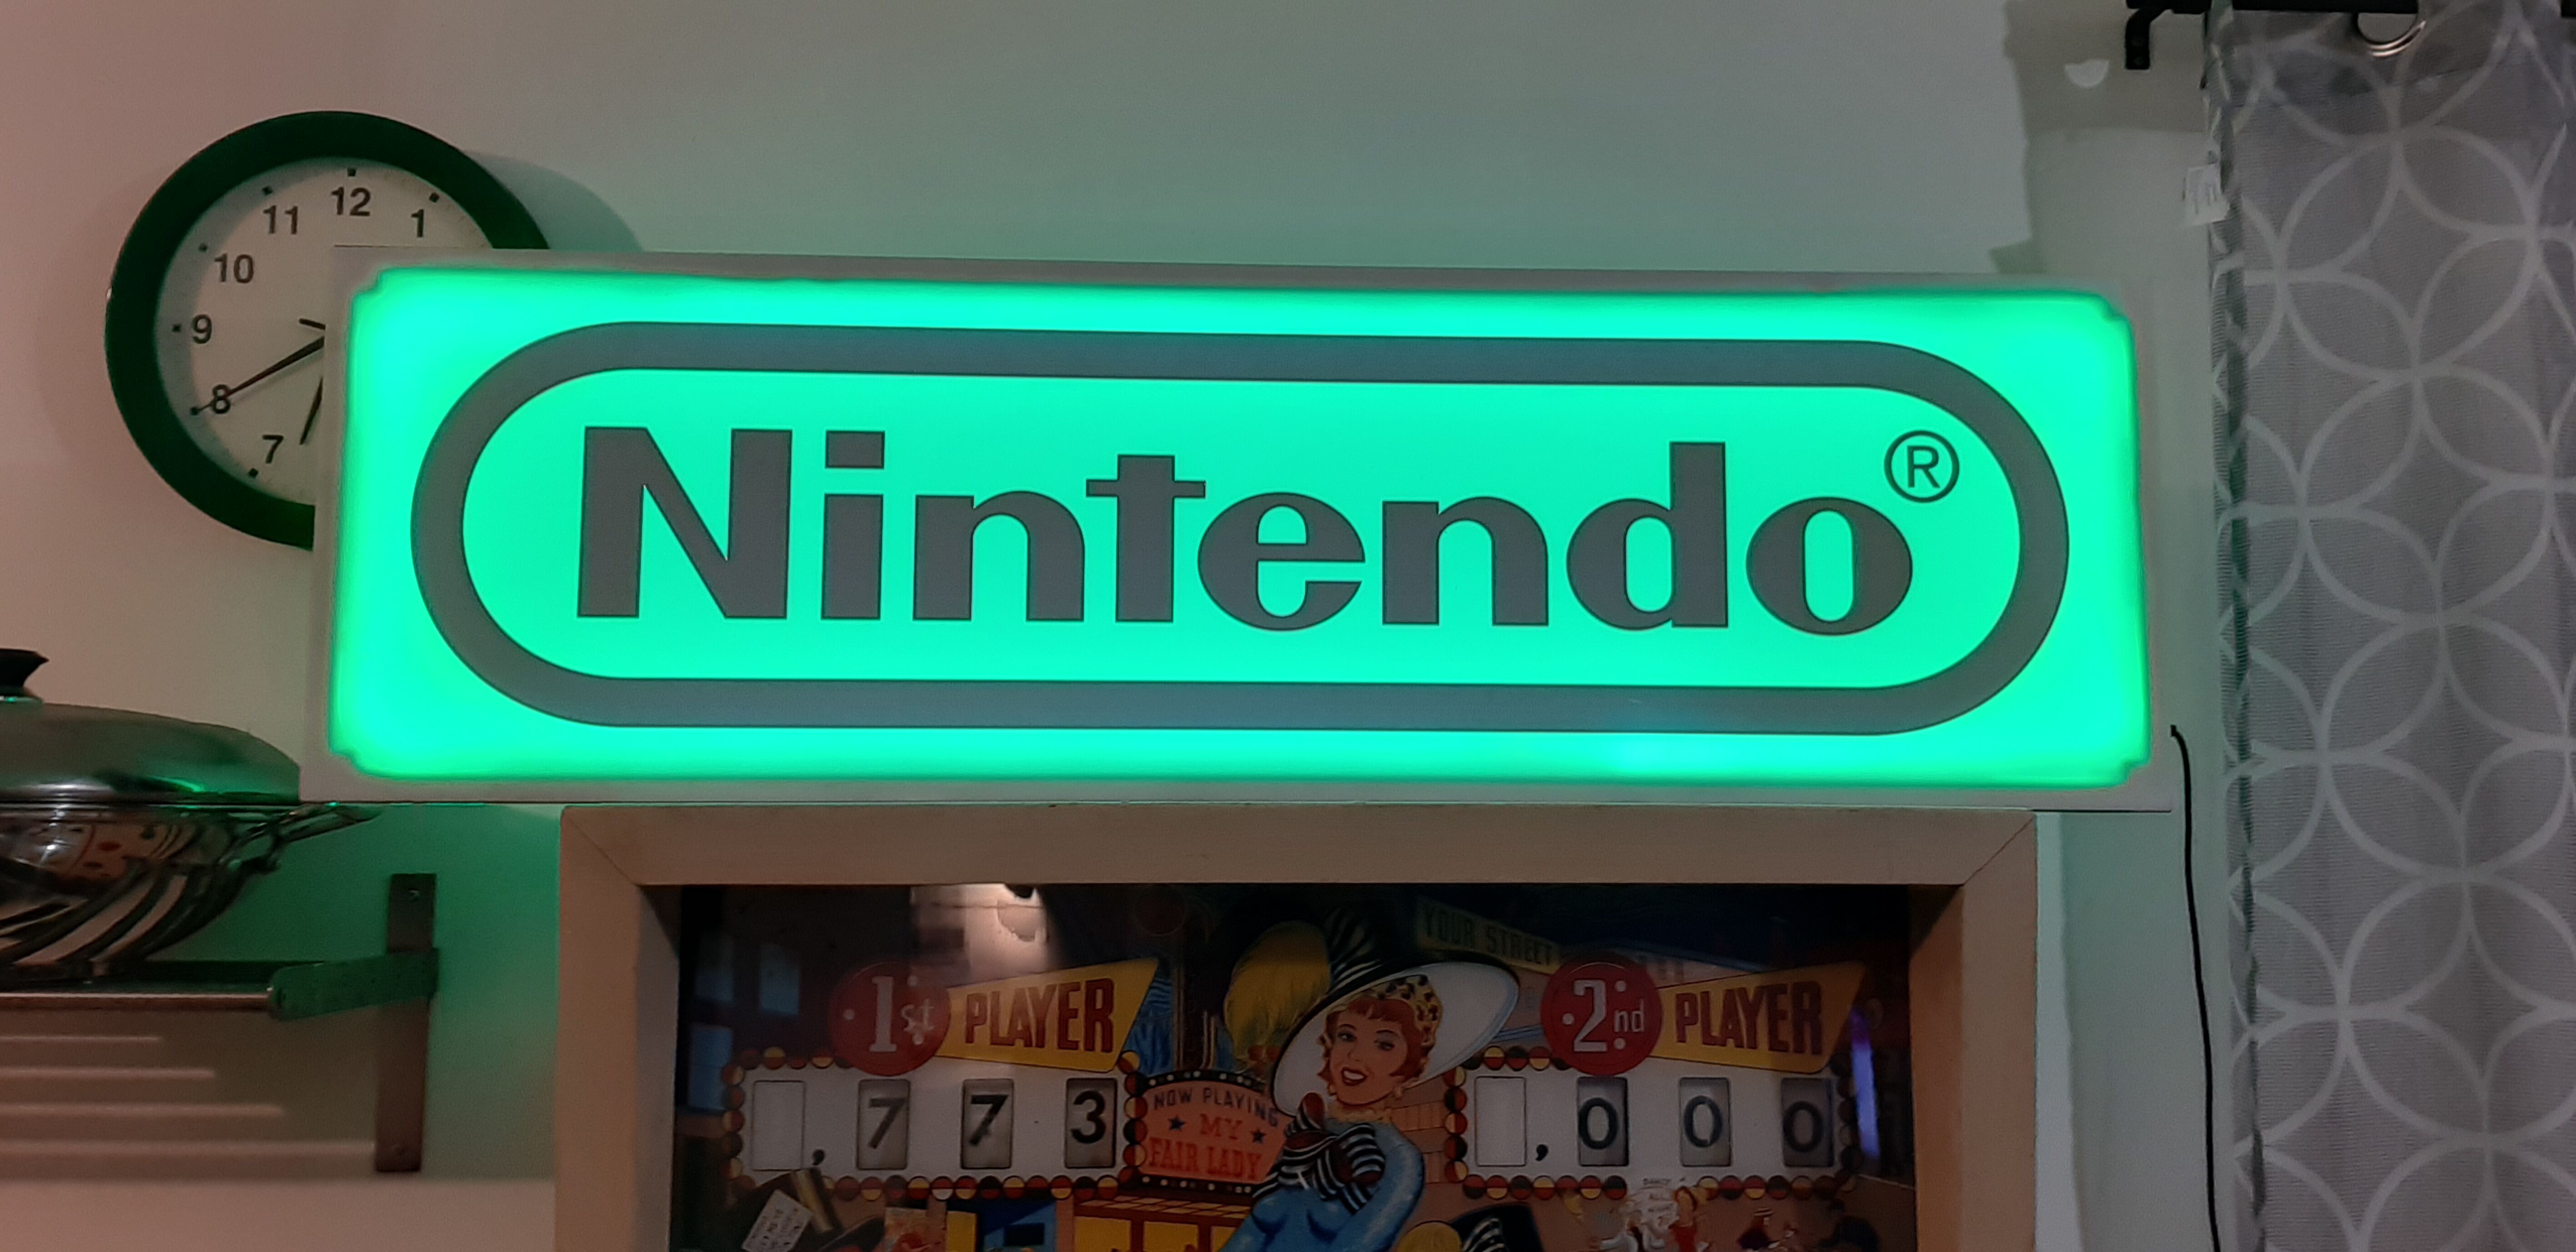 12
11
1
10
9
8
7
Nintendo®
YOUR STREET
1st PLAYER
2nd PLAYER
,773
NOW PLAYING
MY
FAIR LADY
,000